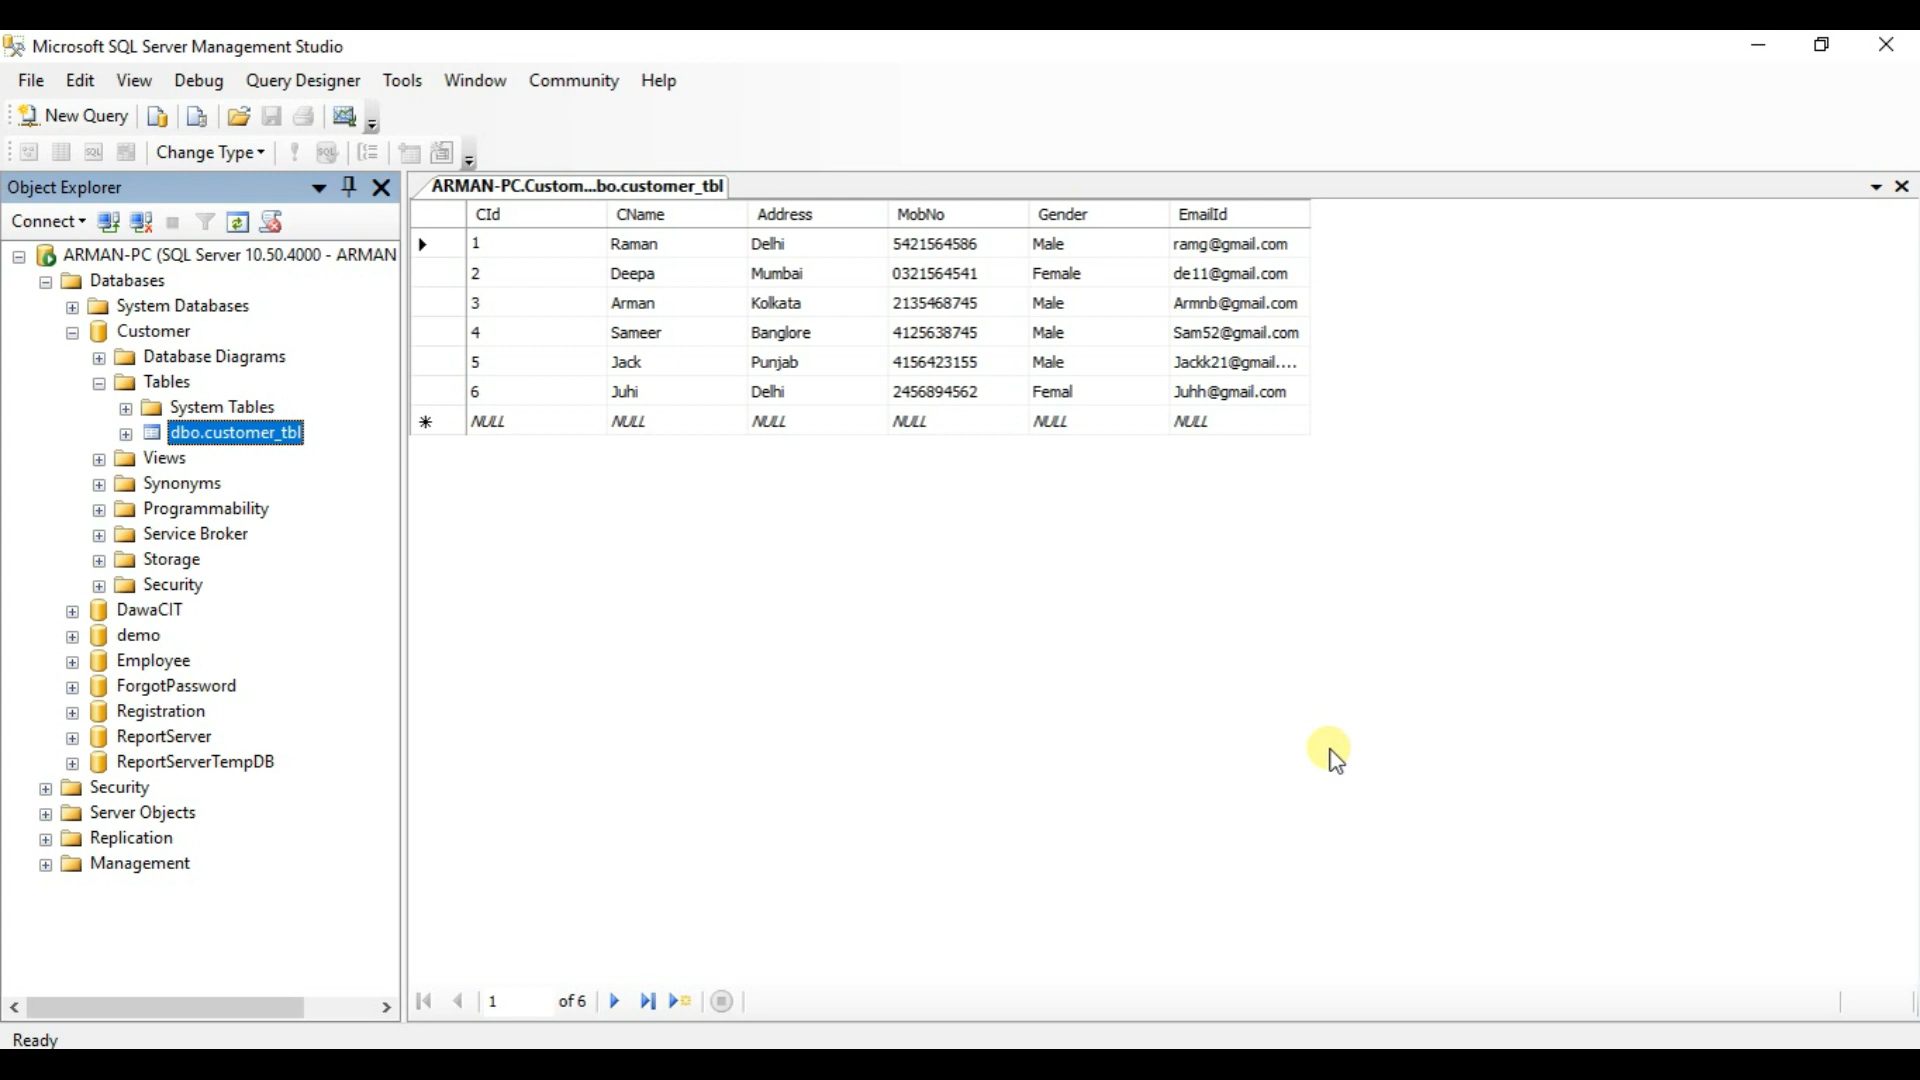 Microsoft SQL Server Management Studio
File Edit View Debug Query Designer Tools Window Community Help
New Query
Change Type
Object Explorer
Connect
ARMAN-PC (SQL Server 10.50.4000 - ARMAN
Databases
System Databases
Customer
Database Diagrams
Tables
System Tables
dbo.customer_tbl
Views
Synonyms
Programmability
Service Broker
Storage
Security
DawaCIT
demo
Employee
ForgotPassword
Registration
ReportServer
ReportServerTempDB
Security
Server Objects
Replication
Management
ARMAN-PC.Custom...bo.customer_tbl
CId CName Address MobNo Gender EmailId
1 Raman Delhi 5421564586 Male ramg@gmail.com
2 Deepa Mumbai 0321564541 Female de11@gmail.com
3 Arman Kolkata 2135468745 Male Armnb@gmail.com
4 Sameer Banglore 4125638745 Male Sam52@gmail.com
5 Jack Punjab 4156423155 Male Jackk21@gmail....
6 Juhi Delhi 2456894562 Femal Juhh@gmail.com
NULL NULL NULL NULL NULL NULL
1 of 6
Ready